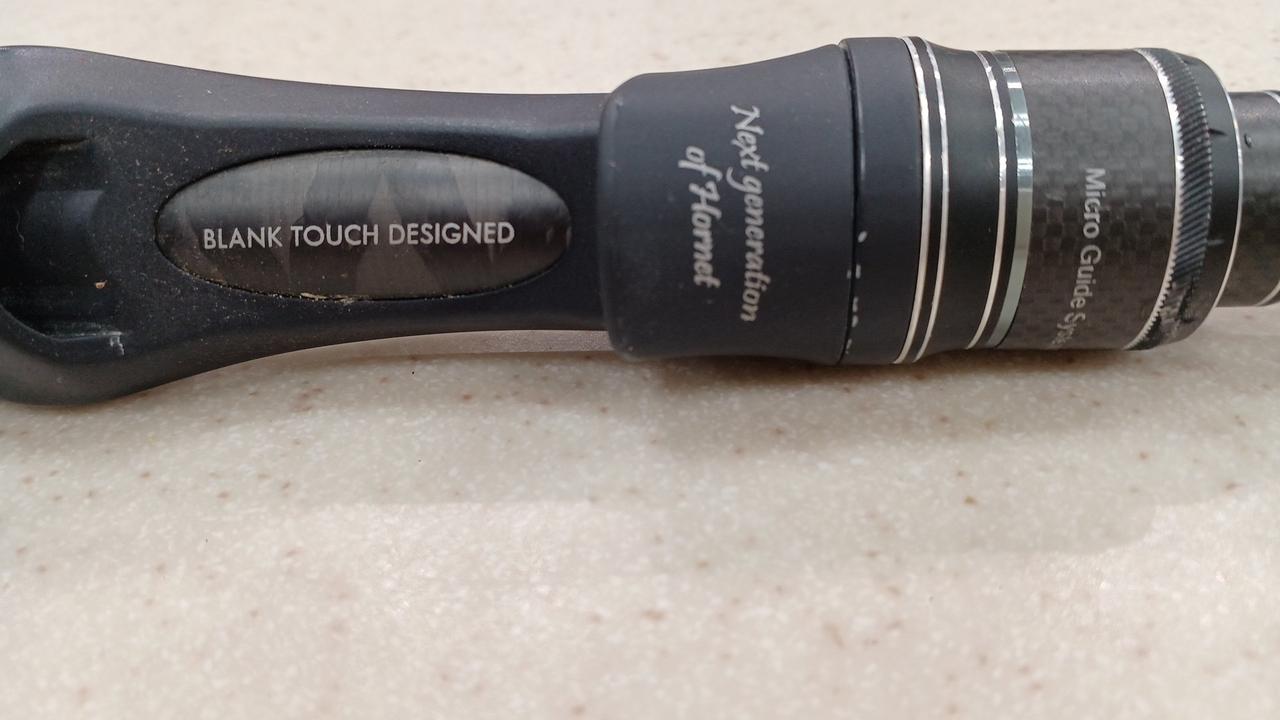 BLANK TOUCH DESIGNED
Next generation
of Hornet
Micro Guide